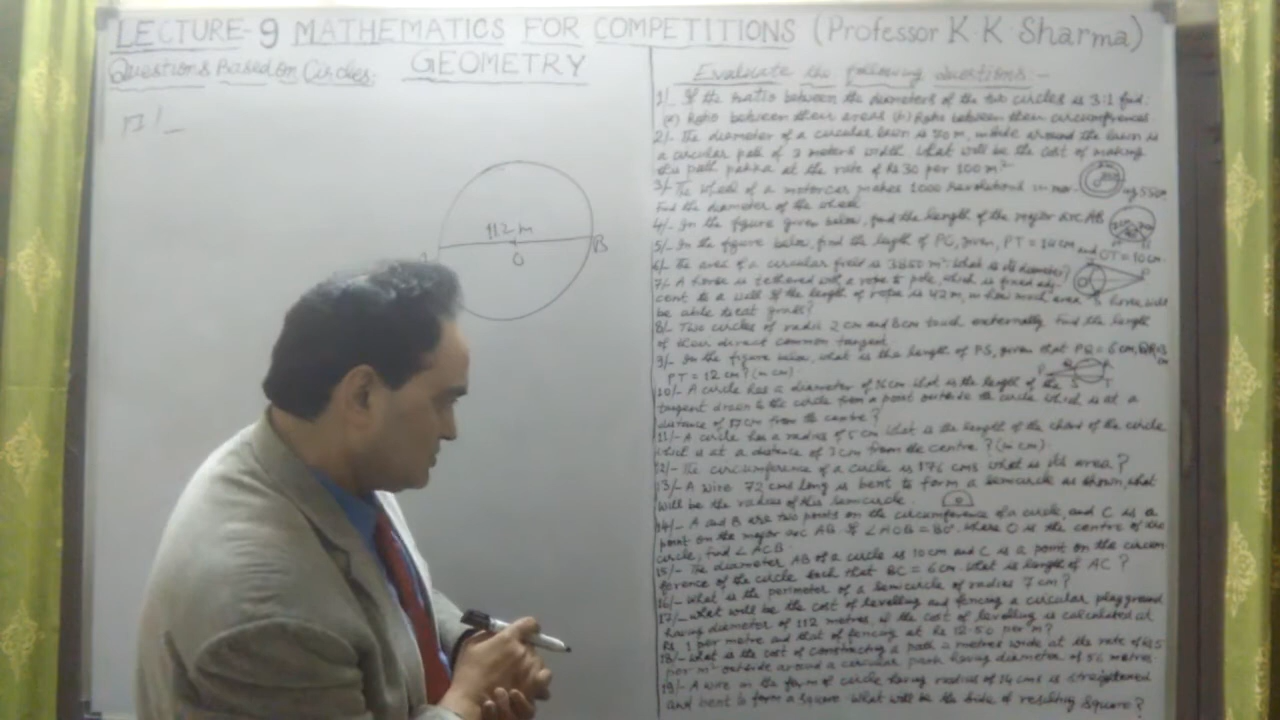 LECTURE-9 MATHEMATICS FOR COMPETITIONS (Professor K.K. Sharma)
Questions Based on Circles:
GEOMETRY
17/-
112 m
O
B
Evaluate the following Questions:-
1/- If the ratio between the diameters of the two circles is 3:1 find:
(a) Ratio between their areas (b) Ratio between their circumferences
2/- The diameter of a circular lawn is 70 m, around the lawn is
a circular path of 7 meters width. What will be the cost of making
this path pakka at the rate of Rs 30 per 100 m²
3/- The wheel of a motorcar makes 1000 revolutions in
Find the diameter of the wheel
4/- In the figure given below, find the length of the major arc AB
5/- In the figure below, find the length of PC, given, PT = cm and OT = 10 cm.
6/- The area of a circular field is 3850 m². What is its diameter?
7/- A horse is tethered with a rope to pole, which is fixed adj-
cent to a wall. If the length of rope is 42 m, in how much area horse will
be able to eat grass?
8/- Two circles of radii 2 cm and 8 cm touch externally. Find the length
of their direct common tangent
9/- In the figure below, what is the length of PS, given that PQ = 6 cm,
PT = 12 cm? (in cm)
10/- A circle has a diameter of 16 cm. What is the length of the
tangent drawn to the circle from a point outside the circle which is at a
distance of 17 cm from the centre?
11/- A circle has a radius of 5 cm. What is the length of the chord of the circle
which is at a distance of 3 cm from the centre? (in cm)
12/- The circumference of a circle is 176 cms. What is its area?
13/- A wire 72 cms long is bent to form a semicircle as shown, what
will be the radius of this semicircle.
14/- A and B are two points on the circumference of a circle and C is a
point on the major arc AB. If ∠AOB = 80° where O is the centre of the
circle, find ∠ACB.
15/- The diameter AB of a circle is 10 cm and C is a point on the circum
ference of the circle such that BC = 6 cm. What is length of AC?
16/- What is the perimeter of a semicircle of radius 7 cm?
17/- What will be the cost of levelling and fencing a circular playground
having diameter of 112 metres, if the cost of levelling is calculated at
Rs. 1 per metre and that of fencing at Rs 12.50 per m?
18/- What is the cost of constructing a path metres wide at the rate of Rs 5
per m² outside around a circular park having diameter of 56 metres.
19/- A wire in the form of circle having radius of 14 cms is straightened
and bent to form a square. What will be the side of resulting square?